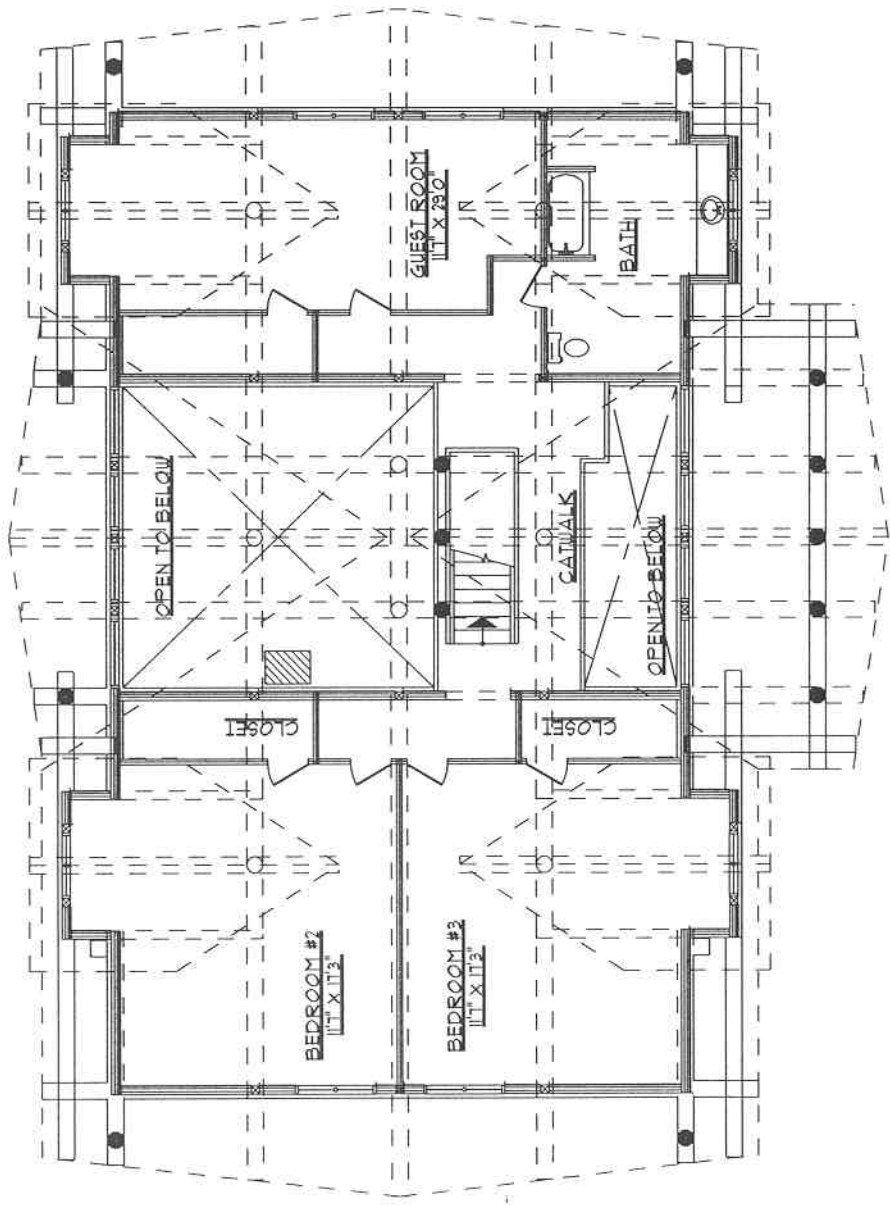 GUEST ROOM
11'7" X 29'0"
BATH
OPEN TO BELOW
CATWALK
OPEN TO BELOW
CLOSET
CLOSET
BEDROOM #2
11'7" X 17'3"
BEDROOM #3
11'7" X 17'3"